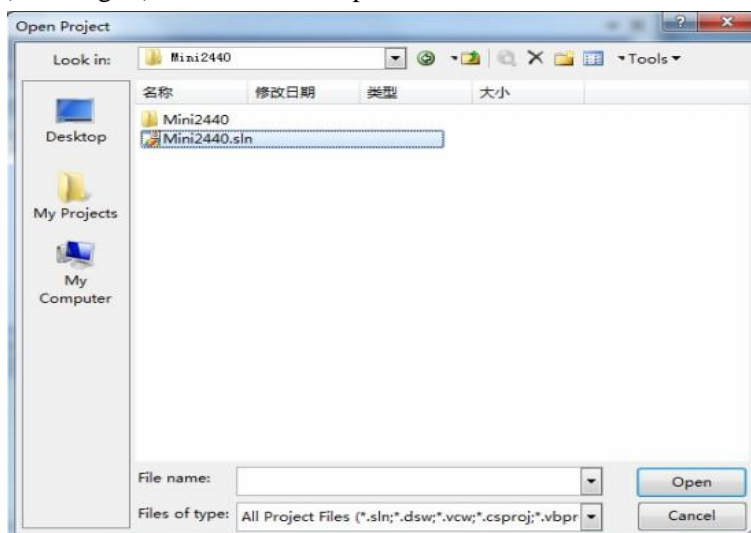 Open Project
Look in: Mini2440 Tools
名称 修改日期 类型 大小
Mini2440
Mini2440.sln
Desktop
My Projects
My
Computer
File name: Open
Files of type: All Project Files (*.sln;*.dsw;*.vcw;*.csproj;*.vbpr Cancel